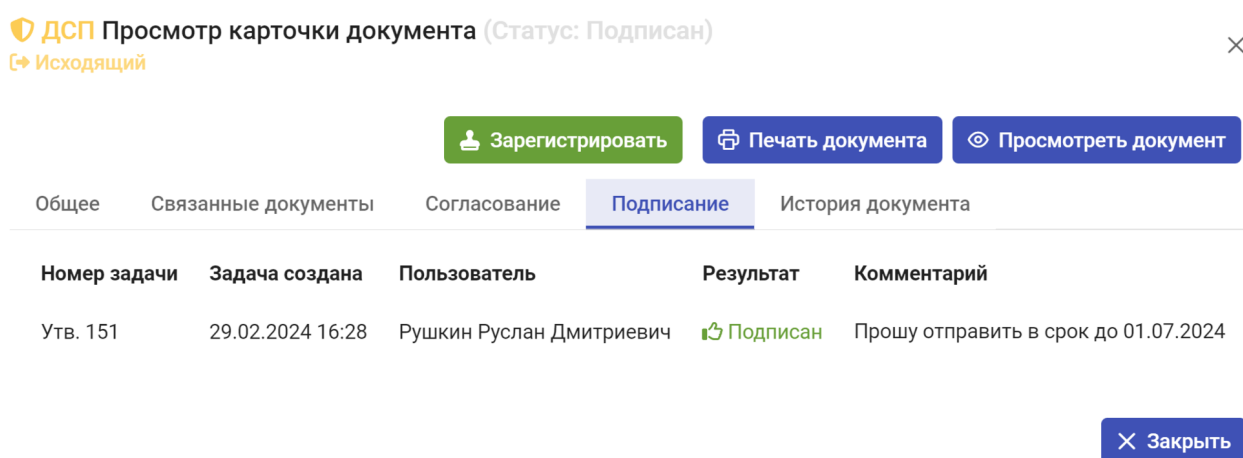 ДСП Просмотр карточки документа (Статус: Подписан)
Исходящий
Зарегистрировать Печать документа Просмотреть документ
Общее Связанные документы Согласование Подписание История документа
Номер задачи Задача создана Пользователь Результат Комментарий
Утв. 151 29.02.2024 16:28 Рушкин Руслан Дмитриевич Подписан Прошу отправить в срок до 01.07.2024
Закрыть